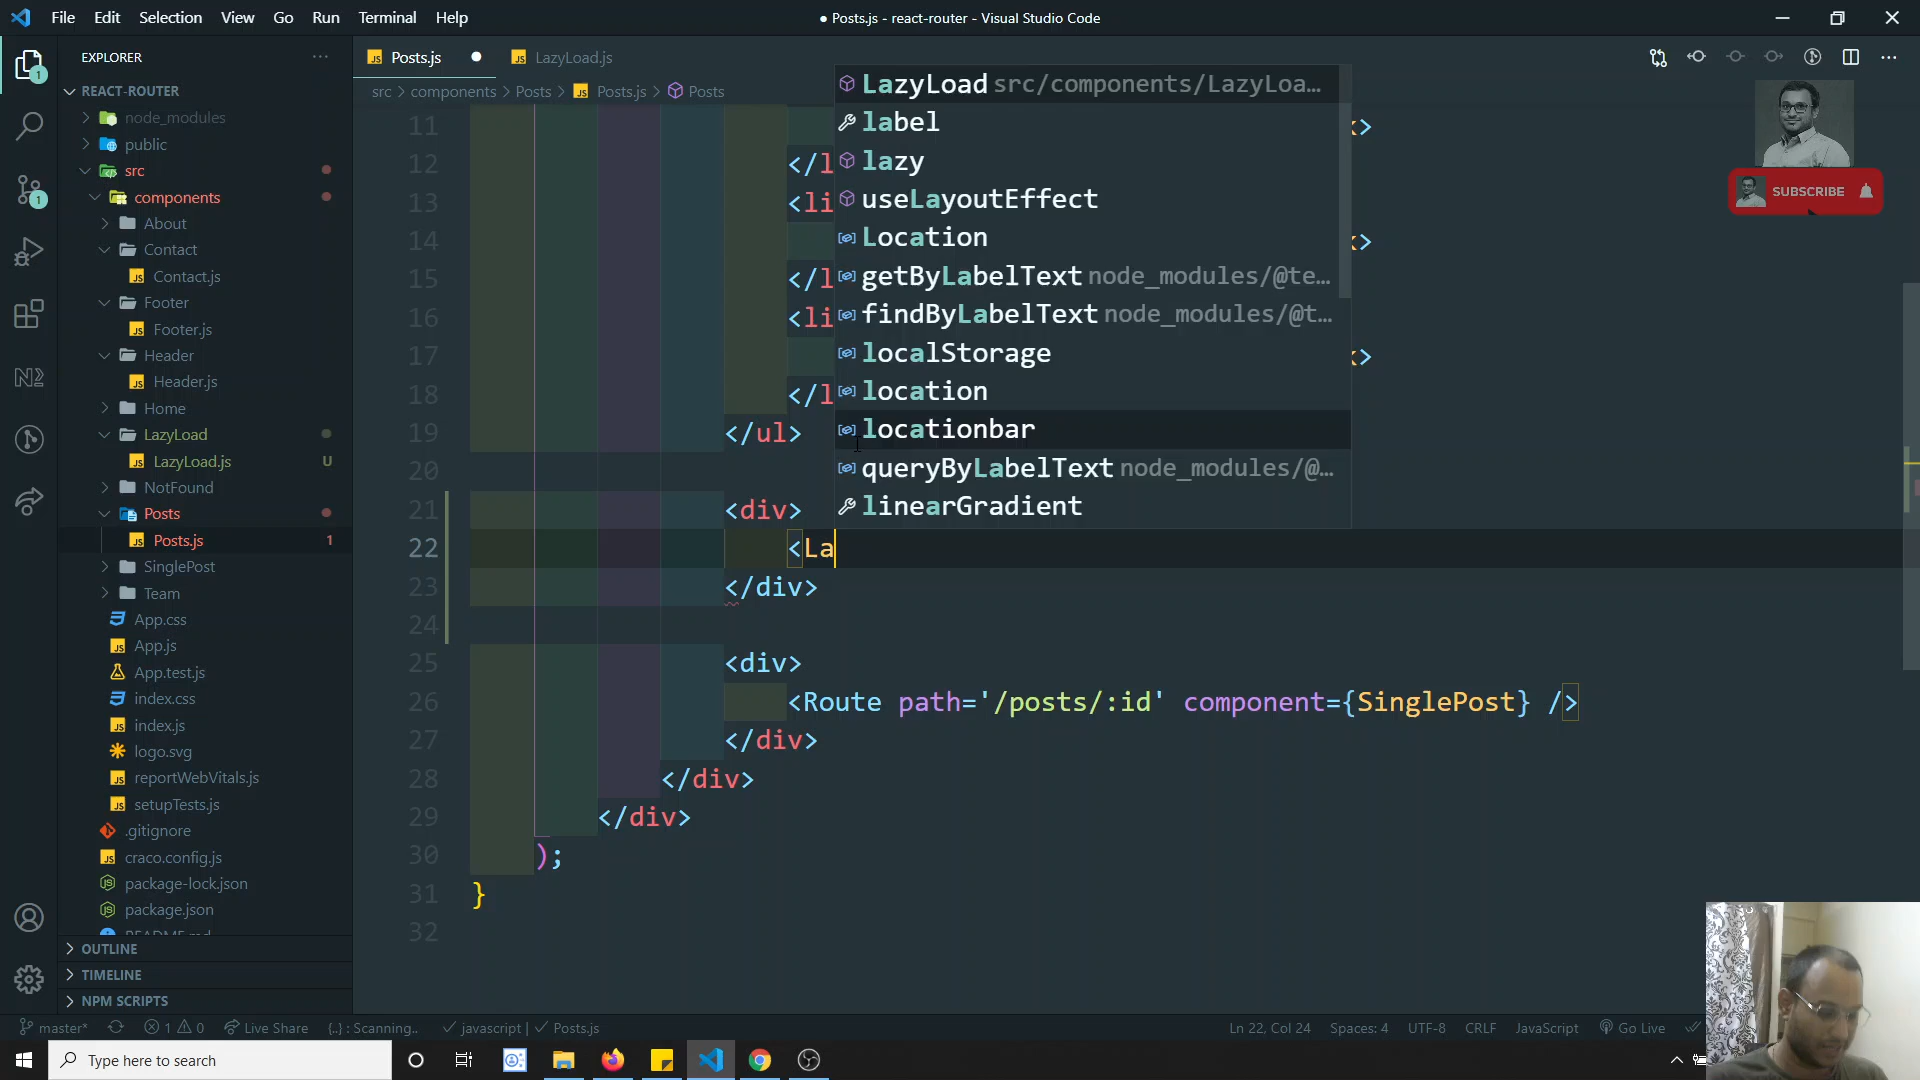 File Edit Selection View Go Run Terminal Help
● Posts.js - react-router - Visual Studio Code
EXPLORER
REACT-ROUTER
node_modules
public
src
components
About
Contact
Contact.js
Footer
Footer.js
Header
Header.js
Home
LazyLoad
LazyLoad.js U
NotFound
Posts
Posts.js 1
SinglePost
Team
App.css
App.js
App.test.js
index.css
index.js
logo.svg
reportWebVitals.js
setupTests.js
.gitignore
craco.config.js
package-lock.json
package.json
README.md
OUTLINE
TIMELINE
NPM SCRIPTS
Posts.js LazyLoad.js
src > components > Posts > Posts.js > Posts
11
12 </l
13 <li
14
15 </l
16 <li
17
18 </l
19 </ul>
20
21 <div>
22 <La
23 </div>
24
25 <div>
26 <Route path='/posts/:id' component={SinglePost} />
27 </div>
28 </div>
29 </div>
30 );
31 }
32
LazyLoad src/components/LazyLoa…
label
lazy
useLayoutEffect
Location
getByLabelText node_modules/@te…
findByLabelText node_modules/@t…
localStorage
location
locationbar
queryByLabelText node_modules/@…
linearGradient
SUBSCRIBE
master* 1 0 Live Share {..} : Scanning.. javascript | Posts.js
Ln 22, Col 24 Spaces: 4 UTF-8 CRLF JavaScript Go Live
Type here to search